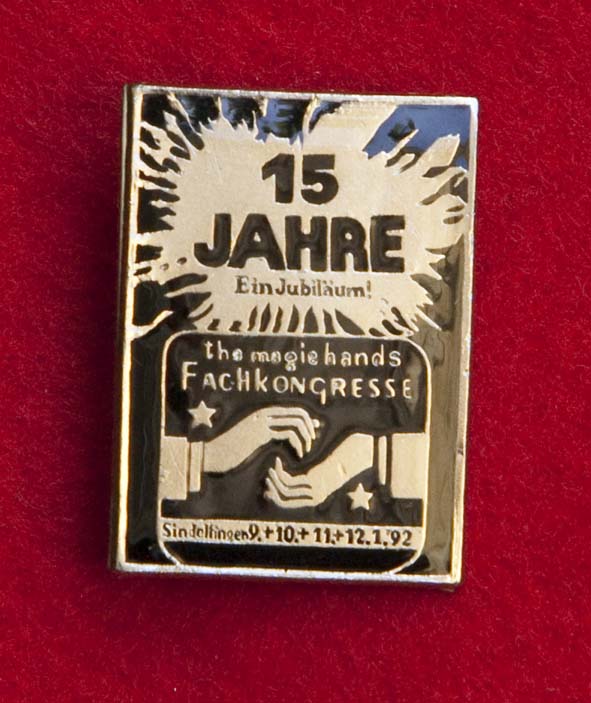 15
JAHRE
Ein Jubiläum!
the magic hands
FACHKONGRESSE
Sindelfingen 9.+10.+11.+12.1.'92